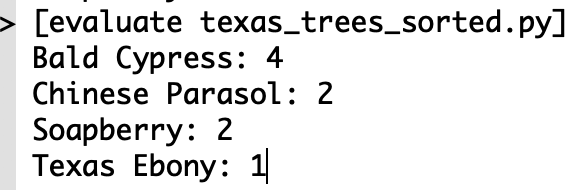 > [evaluate texas_trees_sorted.py]
Bald Cypress: 4
Chinese Parasol: 2
Soapberry: 2
Texas Ebony: 1